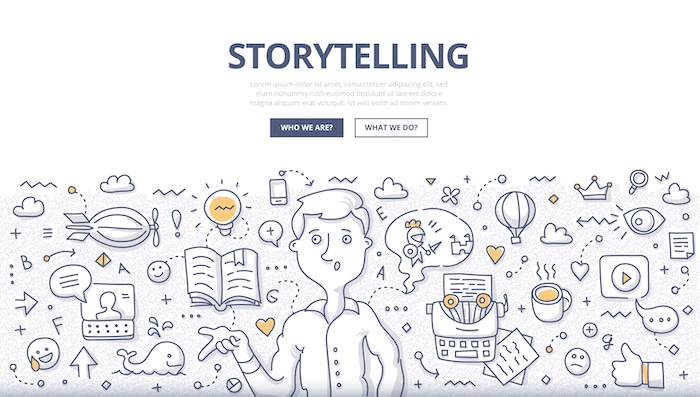 STORYTELLING
Lorem ipsum dolor sit amet, consectetuer adipiscing elit, sed
diam nonummy nibh euismod tincidunt ut laoreet dolore
magna aliquam erat volutpat. Ut wisi enim ad minim veniam.
WHO WE ARE?
WHAT WE DO?
E
B
A
G
A
F
g